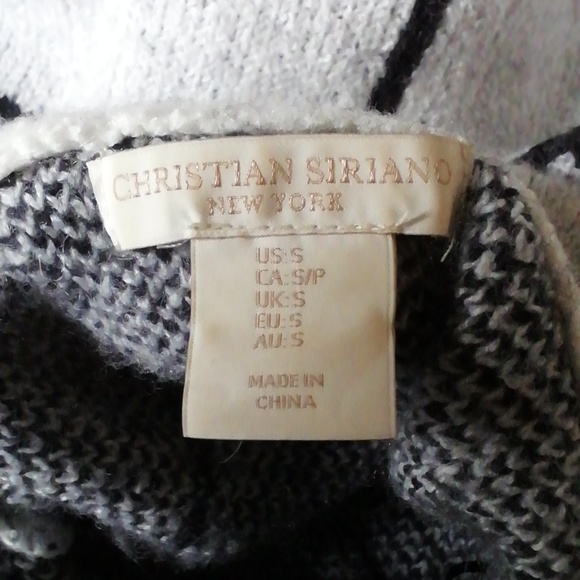 CHRISTIAN SIRIANO
NEW YORK
US: S
CA: S/P
UK: S
EU: S
AU: S
MADE IN
CHINA